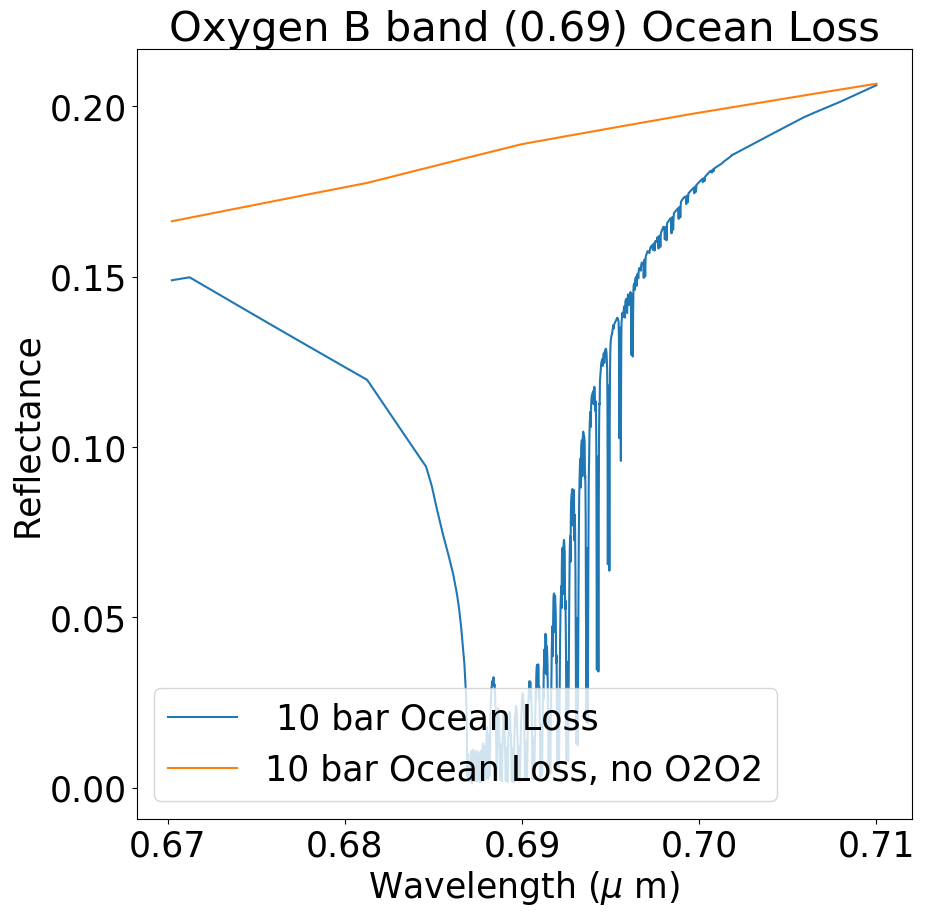 Oxygen B band (0.69) Ocean Loss
0.20
0.15
0.10
0.05
0.00
Reflectance
10 bar Ocean Loss
10 bar Ocean Loss, no O2O2
0.67 0.68 0.69 0.70 0.71
Wavelength (μ m)